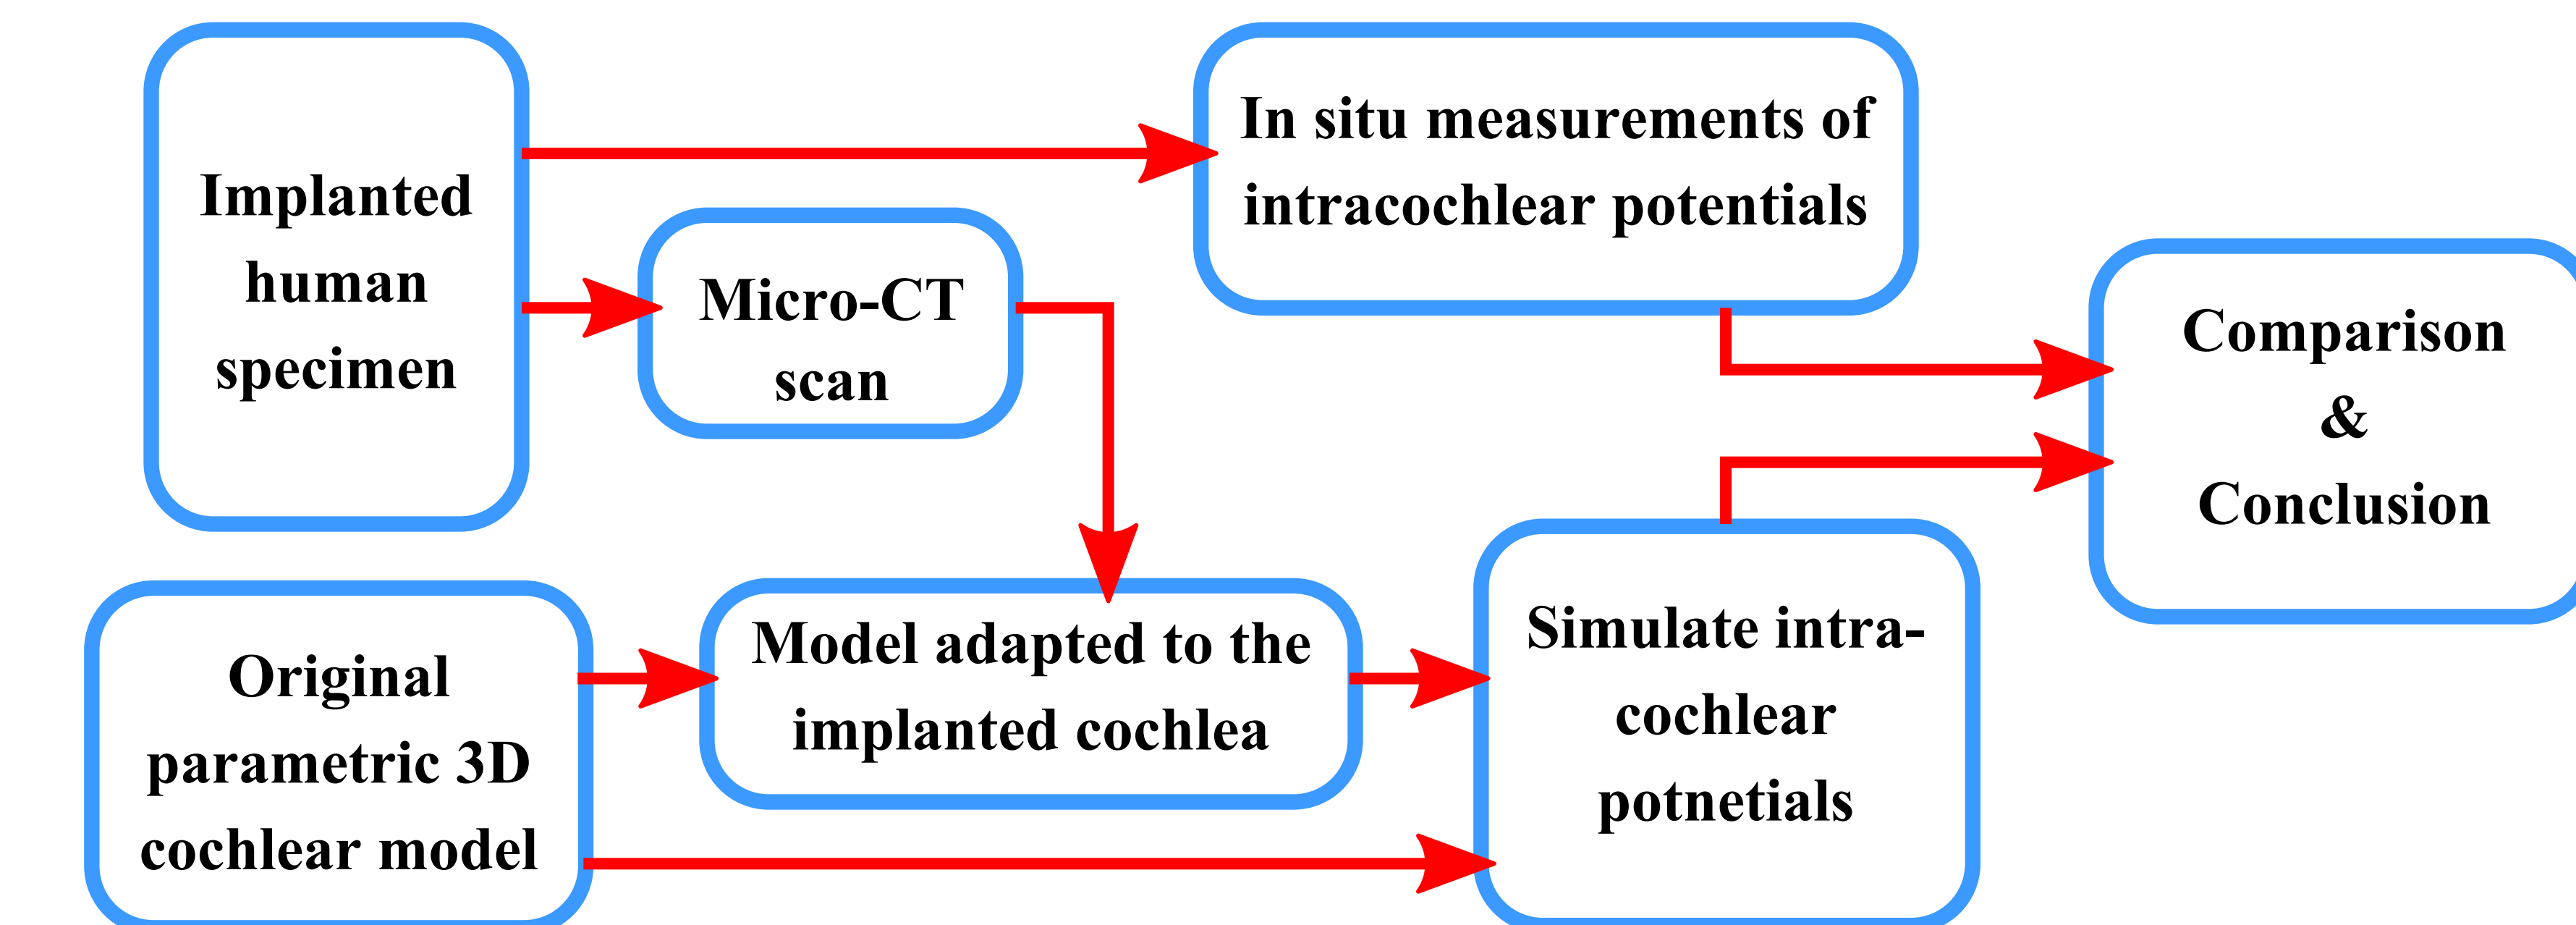 Implanted
human
specimen
In situ measurements of
intracochlear potentials
Micro-CT
scan
Comparison
&
Conclusion
Original
parametric 3D
cochlear model
Model adapted to the
implanted cochlea
Simulate intra-
cochlear
potnetials